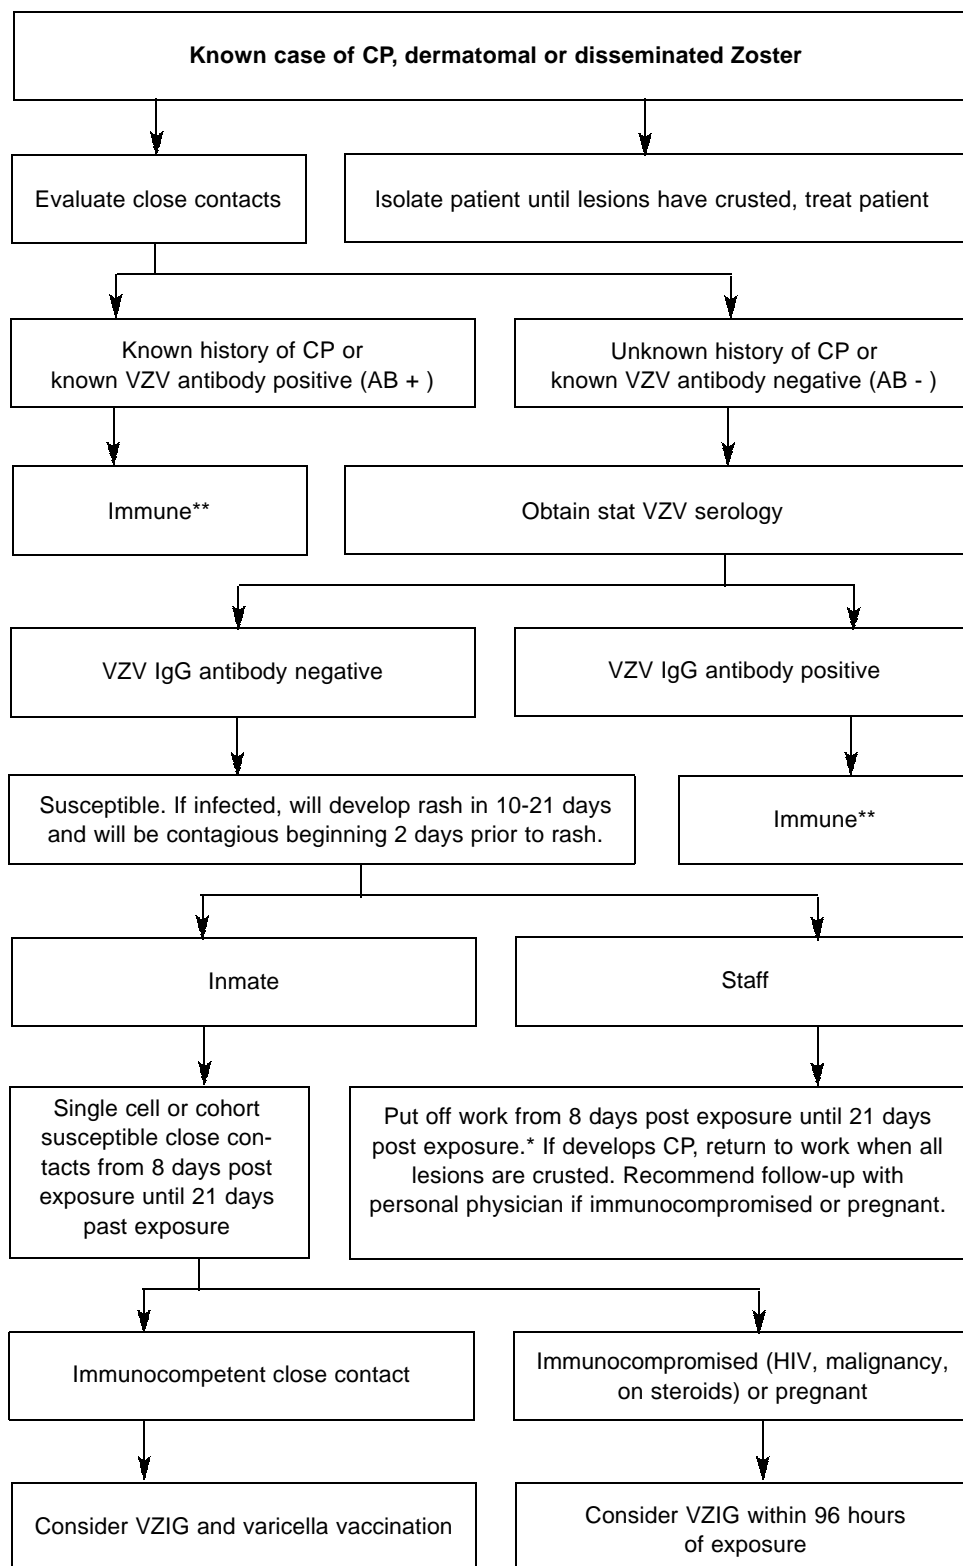 Known case of CP, dermatomal or disseminated Zoster
Evaluate close contacts
Isolate patient until lesions have crusted, treat patient
Known history of CP or
known VZV antibody positive (AB + )
Unknown history of CP or
known VZV antibody negative (AB - )
Immune**
Obtain stat VZV serology
VZV IgG antibody negative
VZV IgG antibody positive
Susceptible. If infected, will develop rash in 10-21 days
and will be contagious beginning 2 days prior to rash.
Immune**
Inmate
Staff
Single cell or cohort
susceptible close con-
tacts from 8 days post
exposure until 21 days
past exposure
Put off work from 8 days post exposure until 21 days
post exposure.* If develops CP, return to work when all
lesions are crusted. Recommend follow-up with
personal physician if immunocompromised or pregnant.
Immunocompetent close contact
Immunocompromised (HIV, malignancy,
on steroids) or pregnant
Consider VZIG and varicella vaccination
Consider VZIG within 96 hours
of exposure